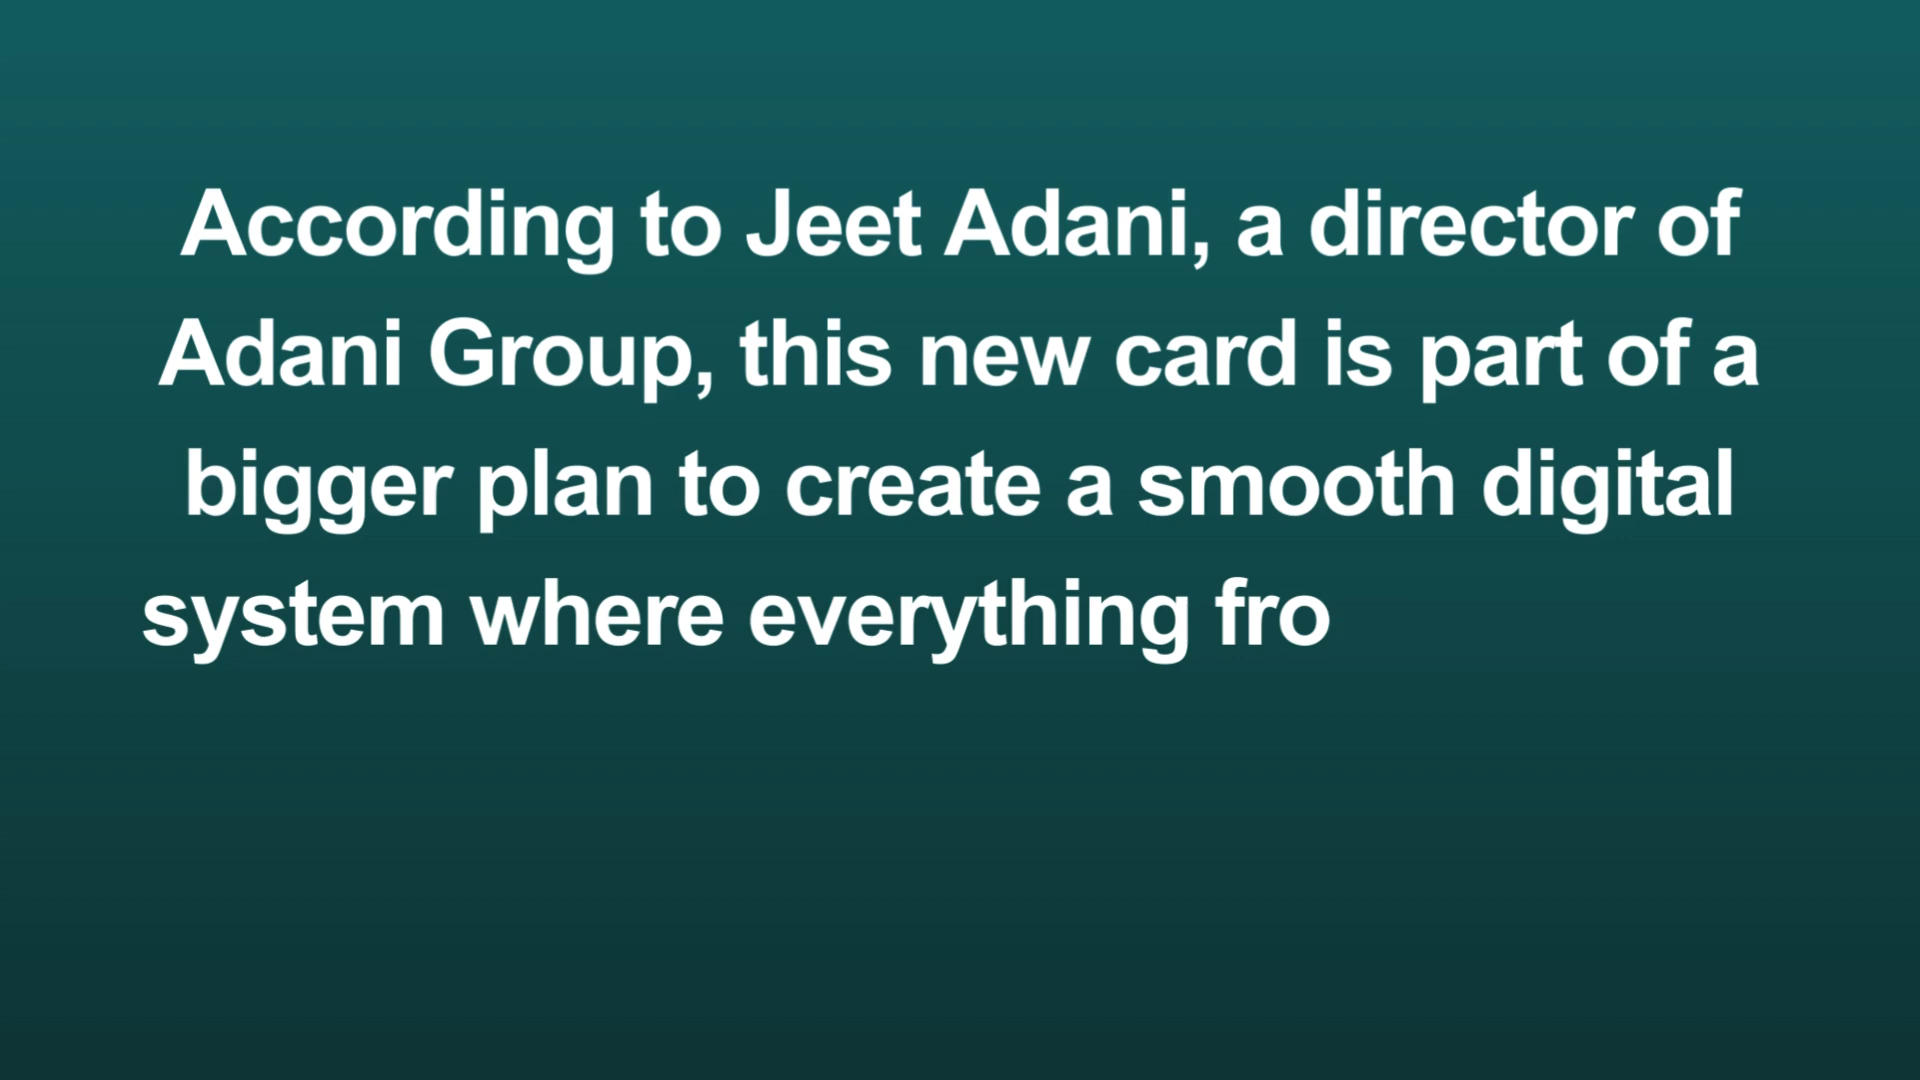 According to Jeet Adani, a director of
Adani Group, this new card is part of a
bigger plan to create a smooth digital
system where everything fro